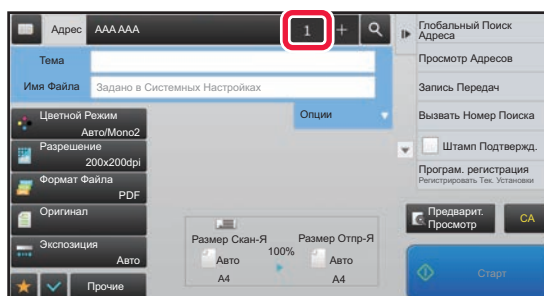 Адрес AAA AAA 1 +
Глобальный Поиск
Адреса
Тема
Просмотр Адресов
Имя Файла Задано в Системных Настройках
Запись Передач
Цветной Режим
Авто/Mono2
Опции
Вызвать Номер Поиска
Разрешение
200x200dpi
Штамп Подтвержд.
Формат Файла
PDF
Програм. регистрация
Регистрировать Тек. Установки
Оригинал
Предварит.
Просмотр
CA
Экспозиция
Авто
Размер Скан-Я
100%
Размер Отпр-Я
Авто
Авто
A4
A4
Прочие
Старт